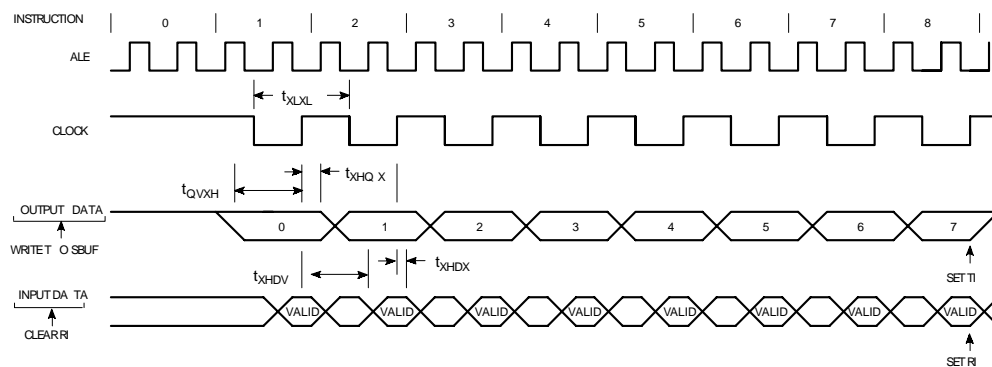 INSTRUCTION 0 1 2 3 4 5 6 7 8
ALE
tXLXL
CLOCK
tQVXH tXHQ X
OUTPUT DATA 0 1 2 3 4 5 6 7
WRITE T O SBUF
tXHDV tXHDX
SET TI
INPUT DA TA VALID VALID VALID VALID VALID VALID VALID VALID
CLEAR RI
SET RI